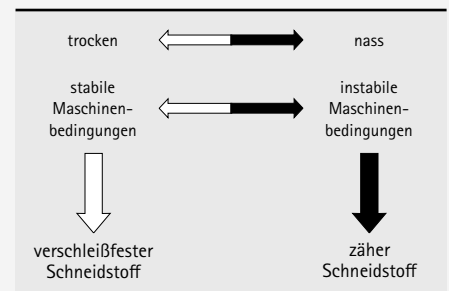 trocken
nass
stabile
Maschinen-
bedingungen
instabile
Maschinen-
bedingungen
verschleißfester
Schneidstoff
zäher
Schneidstoff